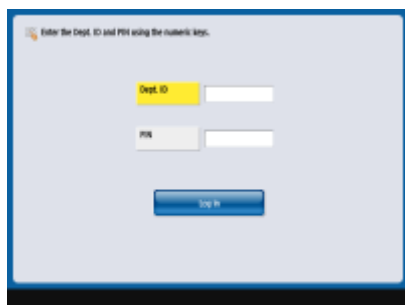 Enter the Dept. ID and PIN using the numeric keys.
Dept. ID
PIN
Log In